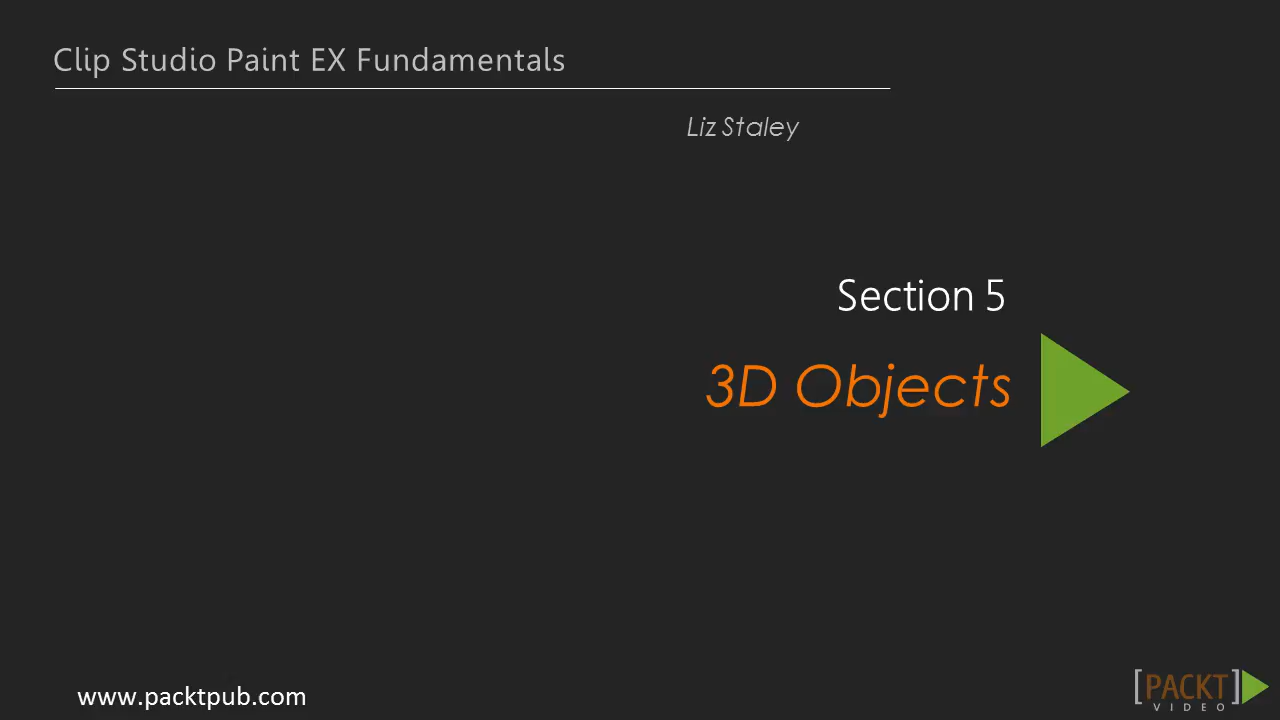 Clip Studio Paint EX Fundamentals
Liz Staley
Section 5
3D Objects
www.packtpub.com
[PACKT]
VIDEO